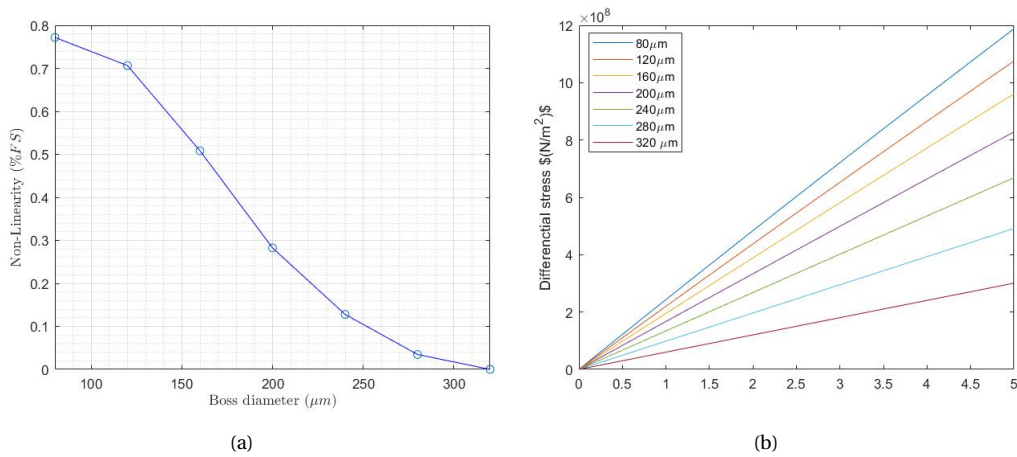 0.8
0.7
0.6
0.5
0.4
0.3
0.2
0.1
0
Non-Linearity (%FS)
100 150 200 250 300
Boss diameter (μm)
(a)
×10⁸
12
10
8
6
4
2
0
Differenctial stress $(N/m²)$
80μm
120μm
160μm
200μm
240μm
280μm
320 μm
0 0.5 1 1.5 2 2.5 3 3.5 4 4.5 5
(b)